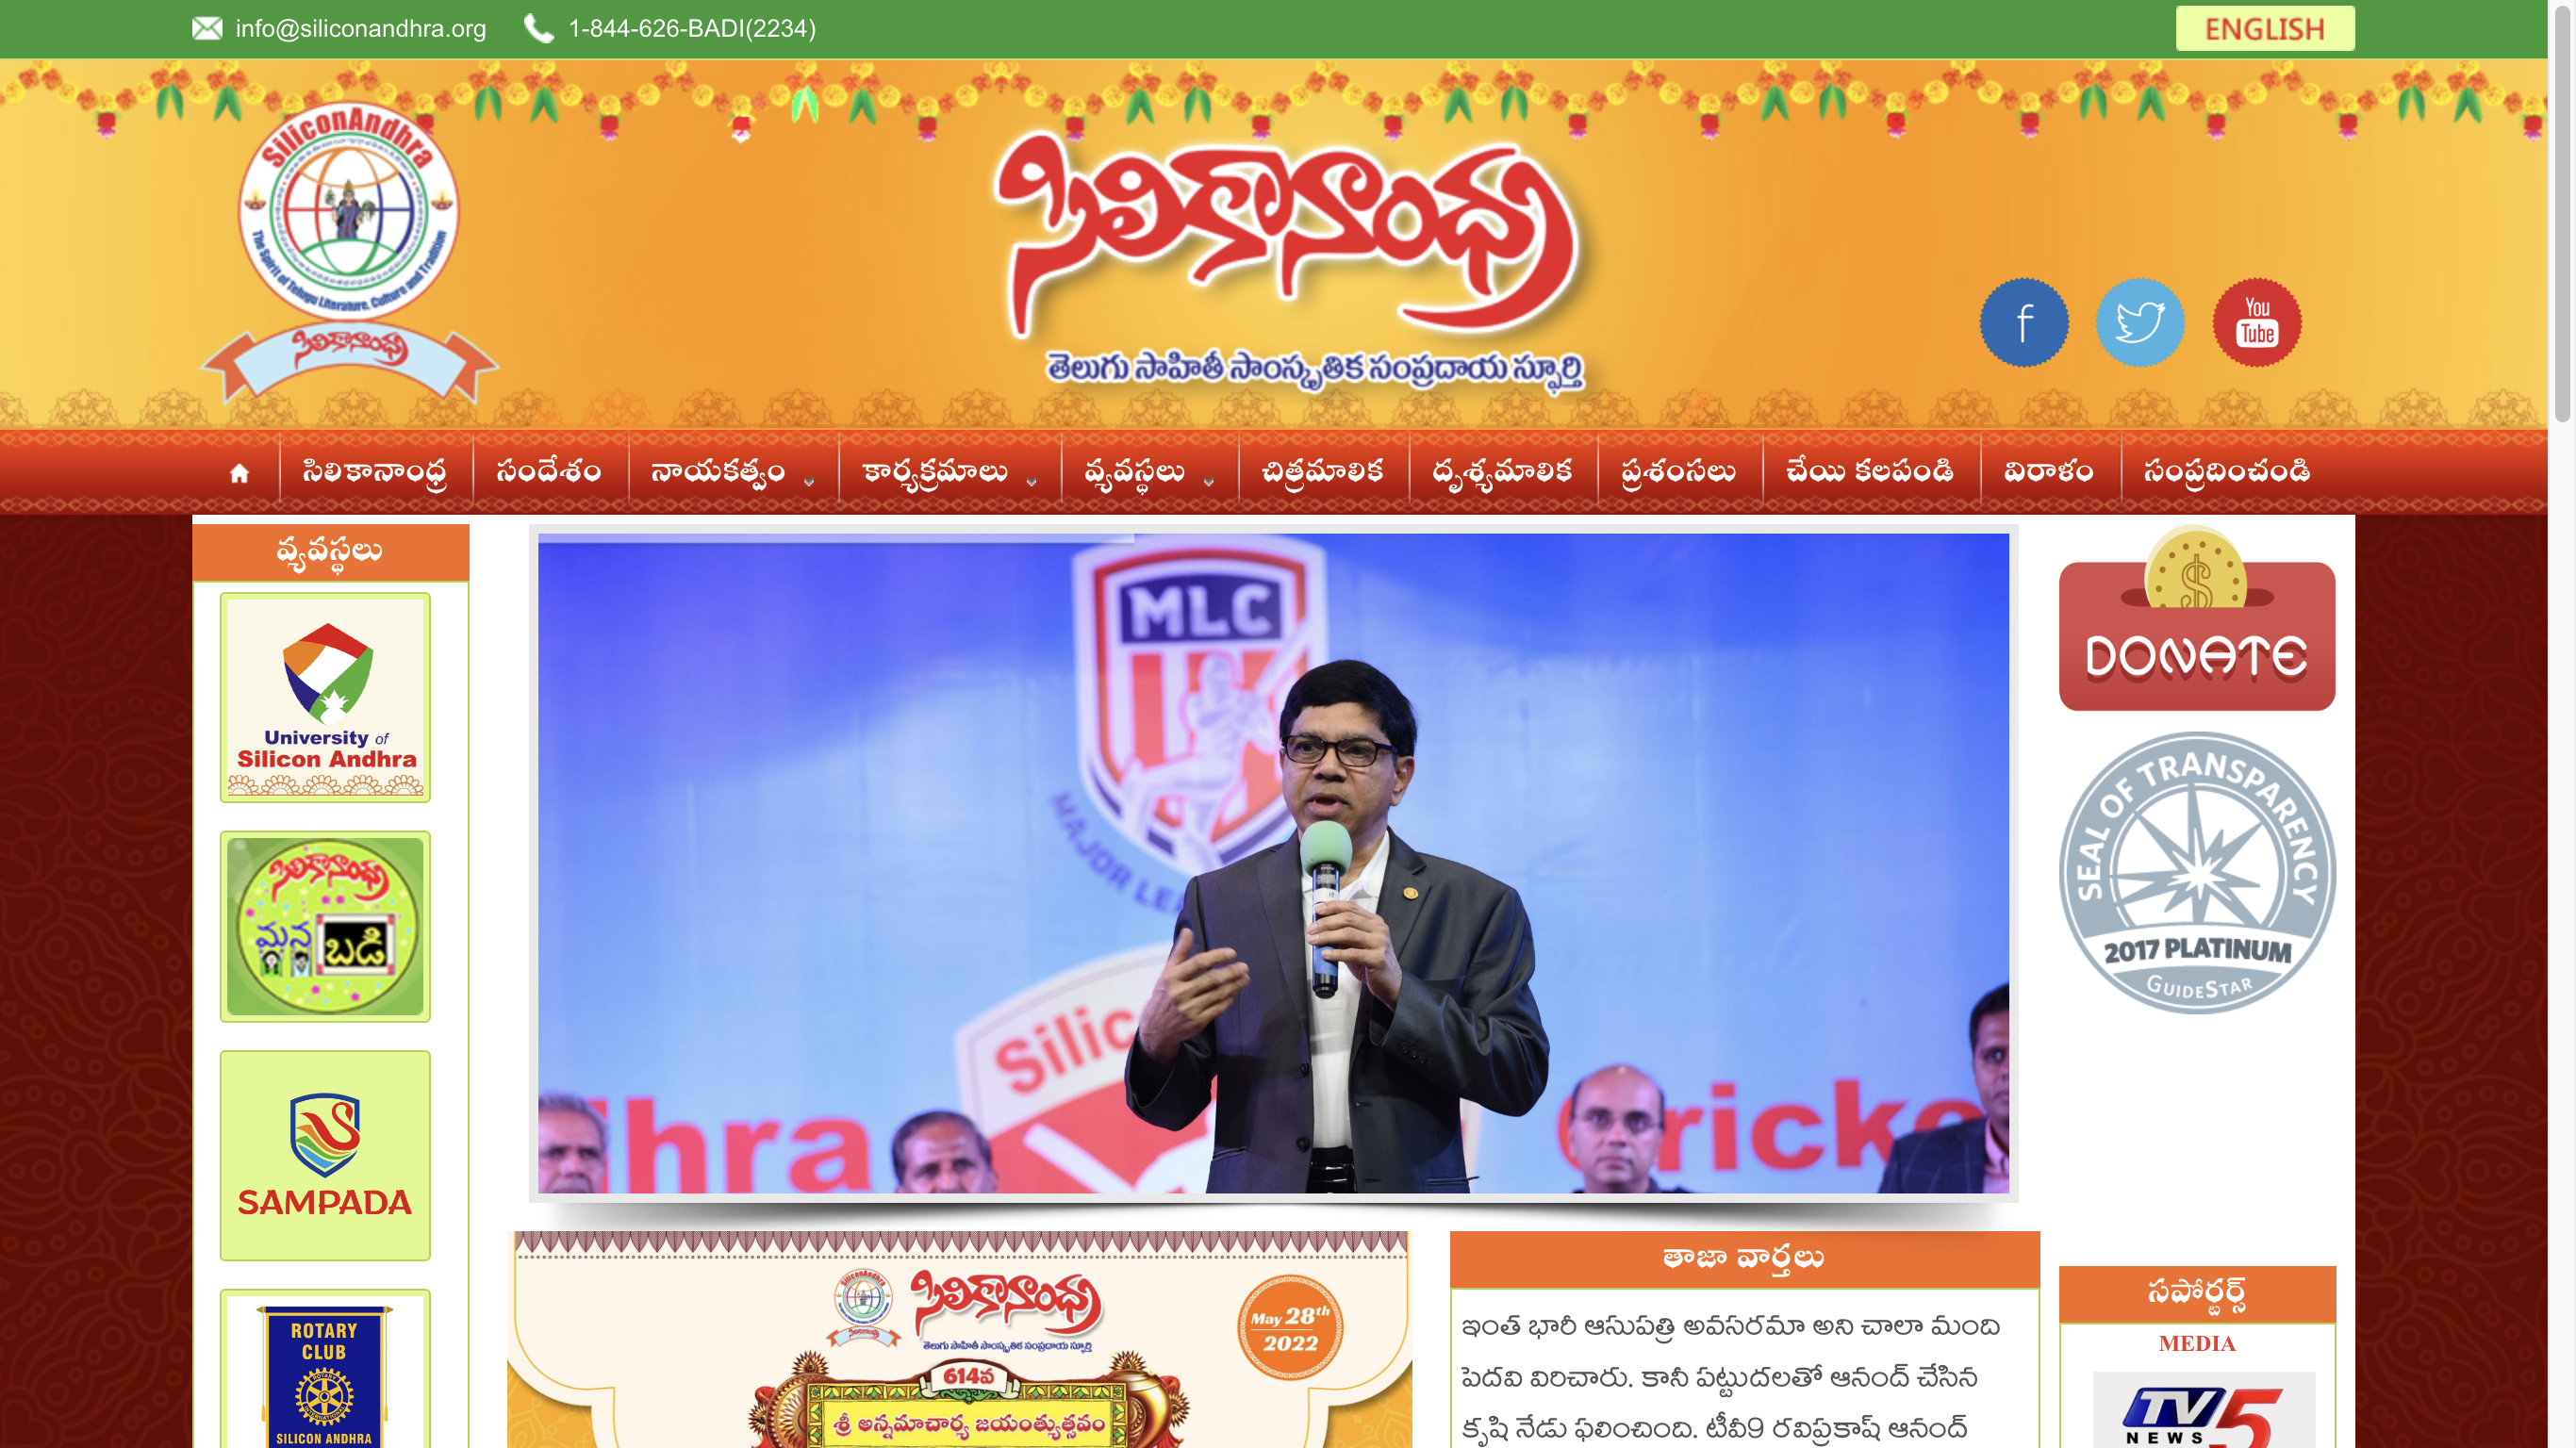 info@siliconandhra.org
1-844-626-BADI(2234)
ENGLISH
SiliconAndhra
The Spirit of Telugu Literature, Culture and Tradition
సిలికానాంధ్ర
సిలికానాంధ్ర
తెలుగు సాహితీ సాంస్కృతిక సంప్రదాయ స్ఫూర్తి
f
You
Tube
సిలికానాంధ్ర
సందేశం
నాయకత్వం
కార్యక్రమాలు
వ్యవస్థలు
చిత్రమాలిక
దృశ్యమాలిక
ప్రశంసలు
చేయి కలపండి
విరాళం
సంప్రదించండి
వ్యవస్థలు
University of
Silicon Andhra
సిలికానాంధ్ర
మన
బడి
SAMPADA
ROTARY
CLUB
SILICON ANDHRA
MLC
MAJOR LE
Silic
hra
Cricke
DONATE
SEAL OF TRANSPARENCY
2017 PLATINUM
GUIDESTAR
SiliconAndhra
సిలికానాంధ్ర
తెలుగు సాహితీ సాంస్కృతిక సంప్రదాయ స్ఫూర్తి
May 28th
2022
614వ
శ్రీ అన్నమాచార్య జయంత్యుత్సవం
తాజా వార్తలు
ఇంత భారీ ఆసుపత్రి అవసరమా అని చాలా మంది
పెదవి విరిచారు. కానీ పట్టుదలతో ఆనంద్ చేసిన
కృషి నేడు ఫలించింది. టీవీ9 రవిప్రకాష్ ఆనంద్
సపోర్టర్స్
MEDIA
TV5
NEWS